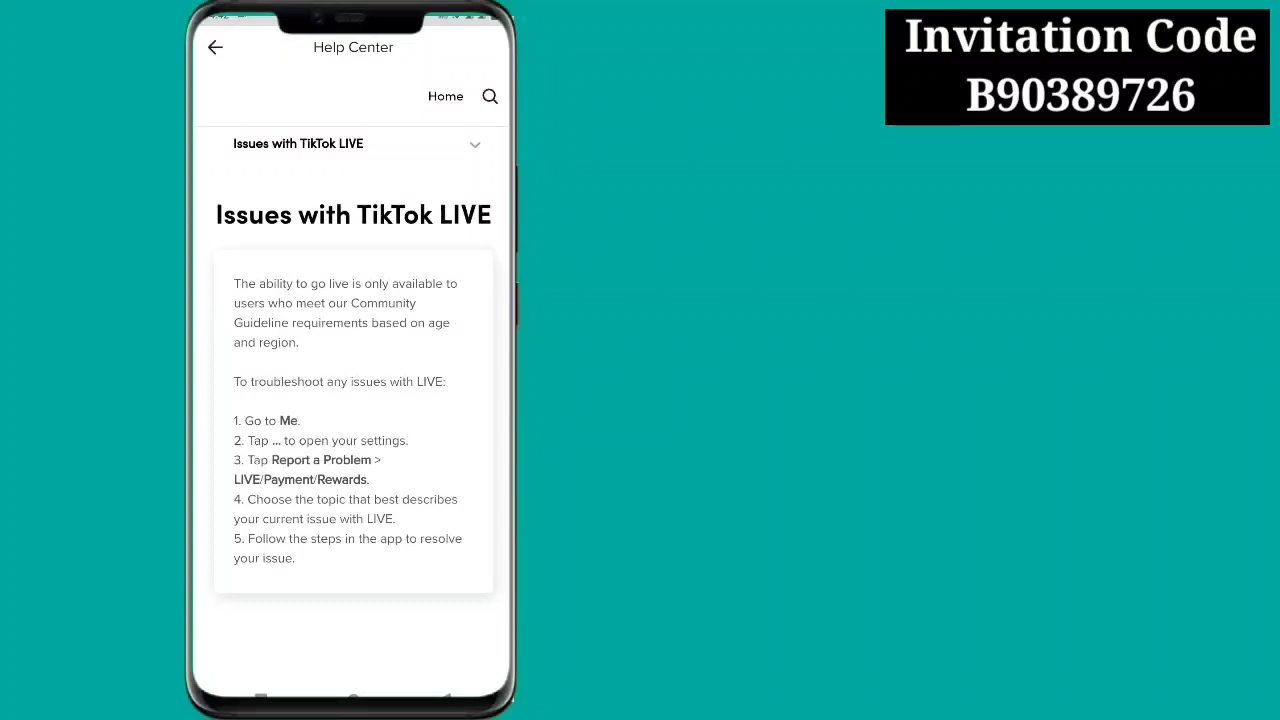 Help Center
Home
Issues with TikTok LIVE
Issues with TikTok LIVE
The ability to go live is only available to
users who meet our Community
Guideline requirements based on age
and region.
To troubleshoot any issues with LIVE:
1. Go to Me.
2. Tap ... to open your settings.
3. Tap Report a Problem >
LIVE/Payment/Rewards.
4. Choose the topic that best describes
your current issue with LIVE.
5. Follow the steps in the app to resolve
your issue.
Invitation Code
B90389726